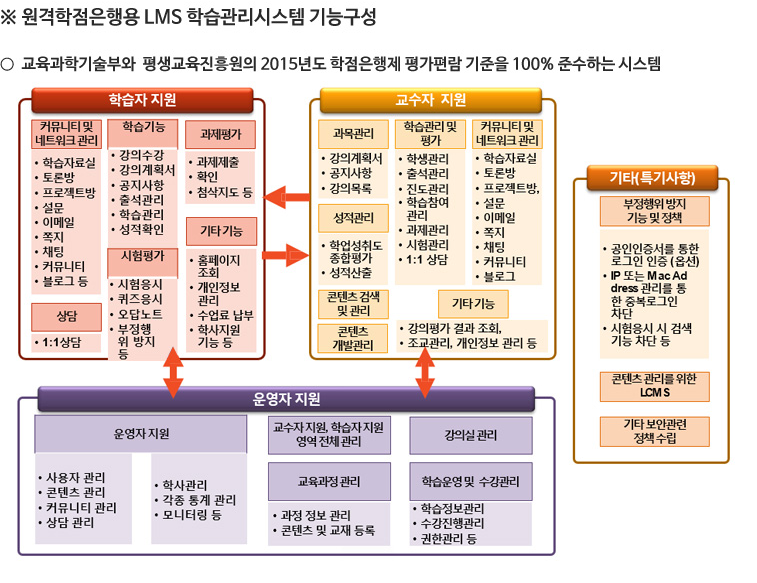 ※ 원격학점은행용 LMS 학습관리시스템 기능구성
○ 교육과학기술부와 평생교육진흥원의 2015년도 학점은행제 평가편람 기준을 100% 준수하는 시스템
학습자 지원
커뮤니티 및
네트워크 관리
• 학습자료실
• 토론방
• 프로젝트방
• 설문
• 이메일
• 쪽지
• 채팅
• 커뮤니티
• 블로그 등
상담
• 1:1상담
학습기능
• 강의수강
• 강의계획서
• 공지사항
• 출석관리
• 학습관리
• 성적확인
시험평가
• 시험응시
• 퀴즈응시
• 오답노트
• 부정행
위 방지
등
과제평가
• 과제제출
• 확인
• 첨삭지도 등
기타 기능
• 홈페이지
조회
• 개인정보
관리
• 수업료 납부
• 학사지원
기능 등
교수자 지원
과목관리
• 강의계획서
• 공지사항
• 강의목록
성적관리
• 학업성취도
종합평가
• 성적산출
콘텐츠 검색
및 관리
콘텐츠
개발관리
학습관리 및
평가
• 학생관리
• 출석관리
• 진도관리
• 학습참여
관리
• 과제관리
• 시험관리
• 1:1 상담
커뮤니티 및
네트워크 관리
• 학습자료실
• 토론방
• 프로젝트방,
• 설문
• 이메일
• 쪽지
• 채팅
• 커뮤니티
• 블로그
기타 기능
• 강의평가 결과 조회,
• 조교관리, 개인정보 관리 등
기타(특기사항)
부정행위 방지
기능 및 정책
• 공인인증서를 통한
로그인 인증 (옵션)
• IP 또는 Mac Ad
dress 관리를 통
한 중복로그인
차단
• 시험응시 시 검색
기능 차단 등
콘텐츠 관리를 위한
LCMS
기타 보안관련
정책 수립
운영자 지원
운영자 지원
• 사용자 관리
• 콘텐츠 관리
• 커뮤니티 관리
• 상담 관리
• 학사관리
• 각종 통계 관리
• 모니터링 등
교수자 지원, 학습자 지원
영역 전체 관리
교육과정 관리
• 과정 정보 관리
• 콘텐츠 및 교재 등록
강의실 관리
학습운영 및 수강관리
• 학습정보관리
• 수강진행관리
• 권한관리 등